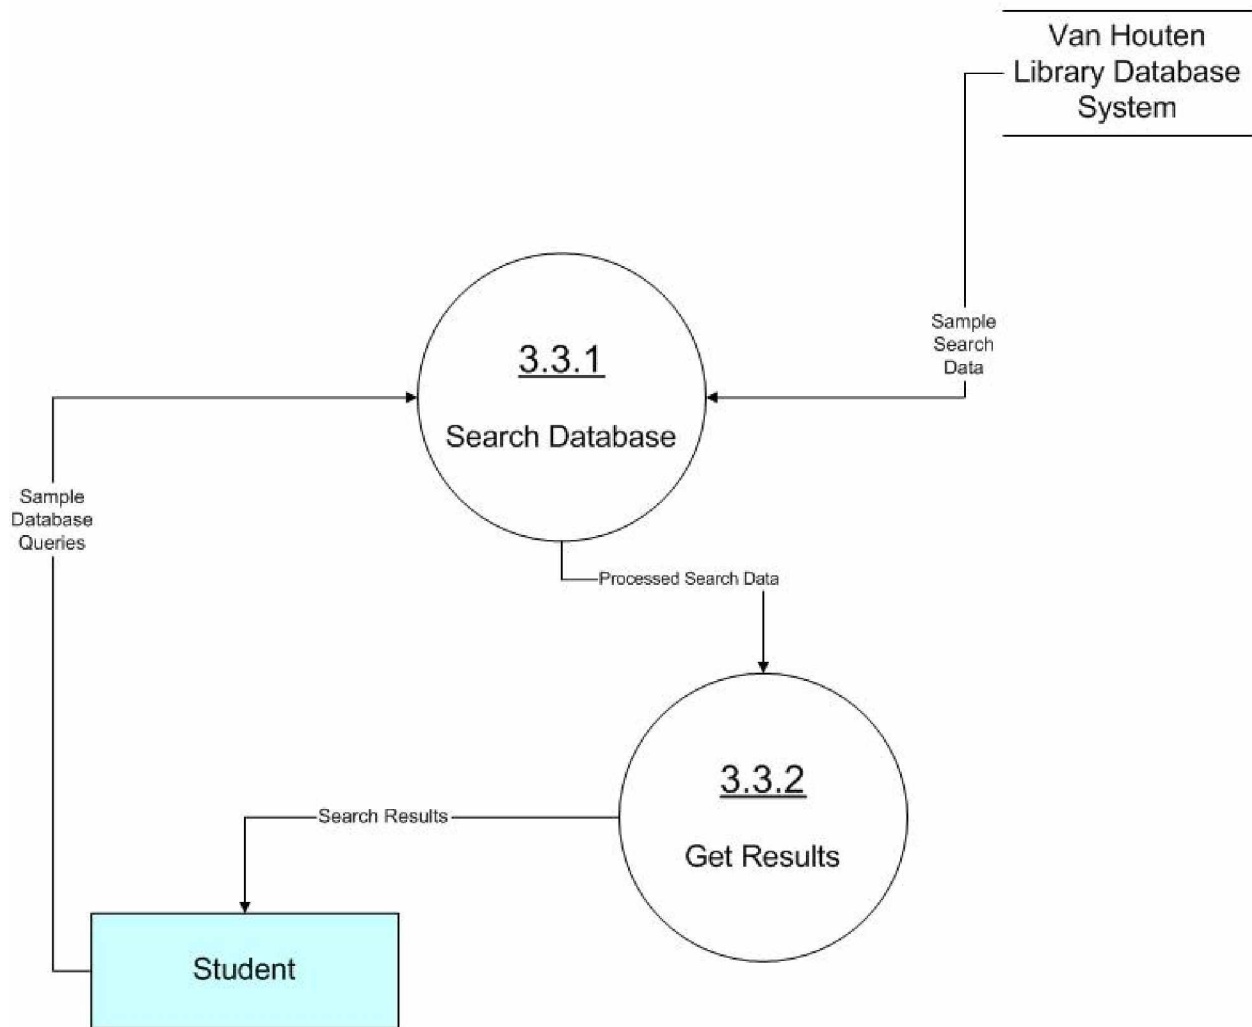 Van Houten
Library Database
System
Sample
Search
Data
3.3.1
Search Database
Sample
Database
Queries
Processed Search Data
3.3.2
Get Results
Search Results
Student